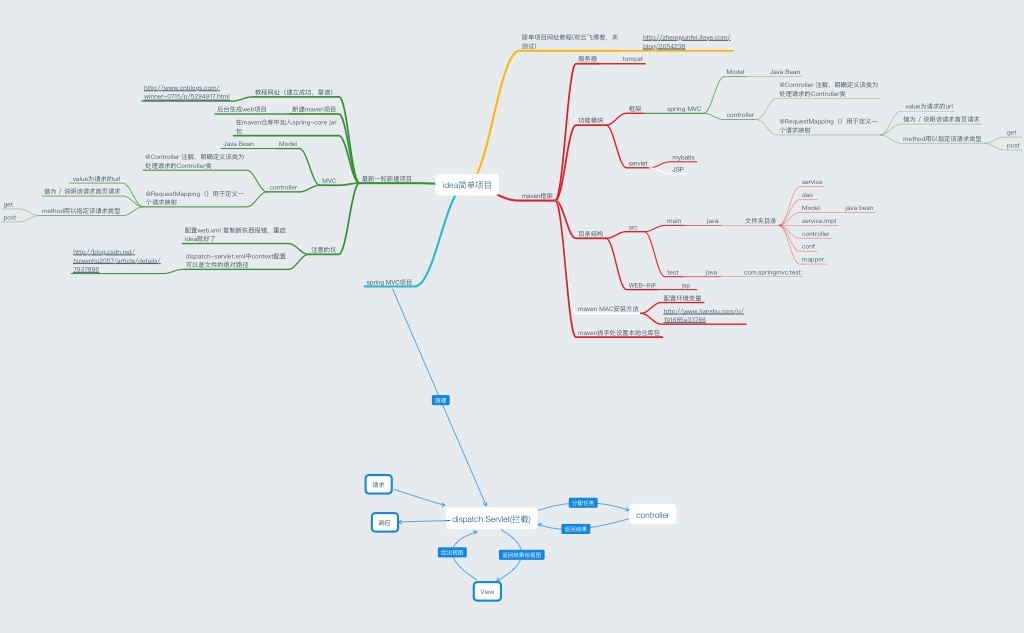 idea简单项目
简单项目网址教程(郑云飞博客，未
测试)
http://zhengyunfei.iteye.com/
blog/2054238
maven框架
服务器
tomcat
功能模块
框架
spring MVC
Model
Java Bean
controller
@Controller 注解，明确定义该类为
处理请求的Controller类
@RequestMapping（）用于定义一
个请求映射
value为请求的url
值为 / 说明该请求首页请求
method用以指定该请求类型
get
post
servlet
mybatis
JSP
目录结构
src
main
java
文件夹目录
service
dao
Model
java bean
service.impl
controller
conf
mapper
test
java
com.springmvc.test
WEB-INF
jsp
maven MAC安装方法
配置环境变量
http://www.jianshu.com/p/
191685a33786
maven扳手处设置本地仓库包
最新一轮新建项目
教程网址（建立成功，靠谱）
http://www.cnblogs.com/
winner-0715/p/5294917.html
新建maven项目
后台生成web项目
在maven仓库中加入spring-core jar
包
MVC
Model
Java Bean
controller
@Controller 注解，明确定义该类为
处理请求的Controller类
@RequestMapping（）用于定义一
个请求映射
value为请求的url
值为 / 说明该请求首页请求
method用以指定该请求类型
get
post
注意的坑
配置web.xml 复制新东西报错，重启
idea就好了
dispatch-servlet.xml中context配置
可以是文件的绝对路径
http://blog.csdn.net/
huwenhu2007/article/details/
7937886
spring MVC项目
原理
请求
响应
dispatch Servlet(拦截)
分配任务
返回结果
controller
给出视图
返回结果给视图
View